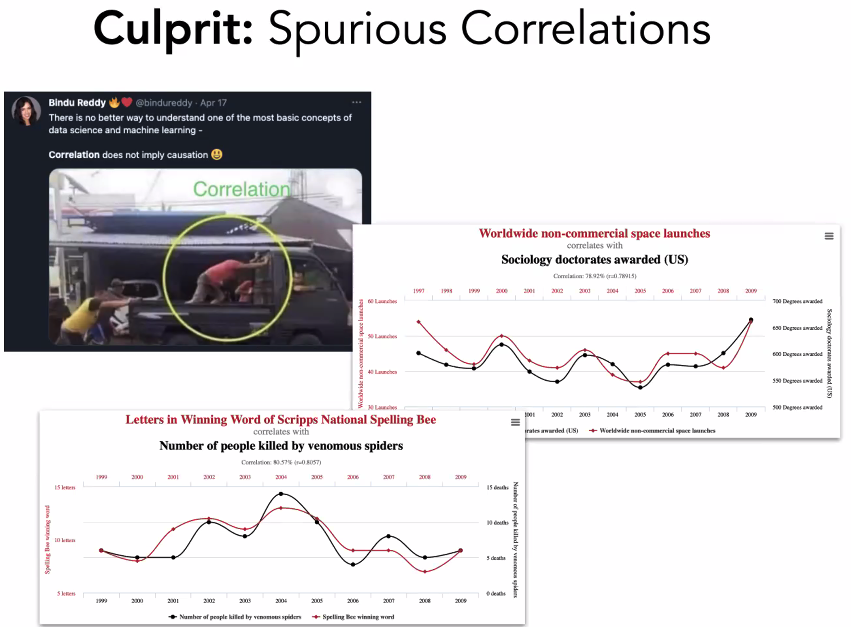 Culprit: Spurious Correlations
Bindu Reddy 🔥❤️ @bindureddy · Apr 17
There is no better way to understand one of the most basic concepts of
data science and machine learning -
Correlation does not imply causation 😃
Correlation
Worldwide non-commercial space launches
correlates with
Sociology doctorates awarded (US)
Correlation: 78.92% (r=0.78915)
1997 1998 1999 2000 2001 2002 2003 2004 2005 2006 2007 2008 2009
Worldwide non-commercial space launches
60 Launches
50 Launches
40 Launches
30 Launches
700 Degrees awarded
650 Degrees awarded
600 Degrees awarded
550 Degrees awarded
500 Degrees awarded
Sociology doctorates awarded (US)
2001 2002 2003 2004 2005 2006 2007 2008 2009
rates awarded (US) Worldwide non-commercial space launches
Letters in Winning Word of Scripps National Spelling Bee
correlates with
Number of people killed by venomous spiders
Correlation: 80.57% (r=0.8057)
1999 2000 2001 2002 2003 2004 2005 2006 2007 2008 2009
Spelling Bee winning word
15 letters
10 letters
5 letters
15 deaths
10 deaths
5 deaths
0 deaths
Number of people killed by venomous spiders
1999 2000 2001 2002 2003 2004 2005 2006 2007 2008 2009
Number of people killed by venomous spiders Spelling Bee winning word